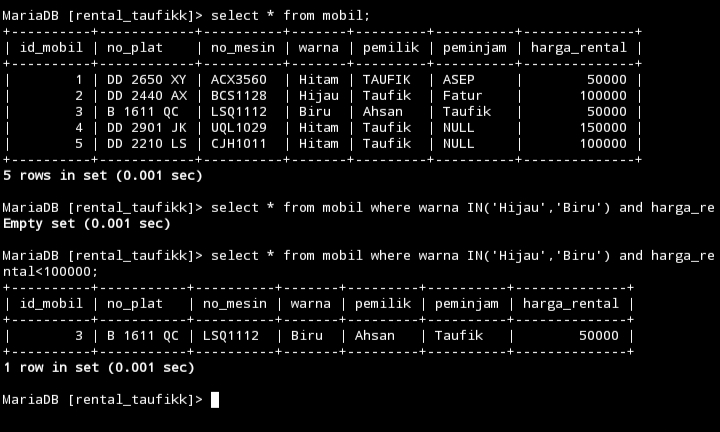 MariaDB [rental_taufikk]> select * from mobil;
+----------+------------+----------+-------+---------+----------+--------------+
| id_mobil | no_plat    | no_mesin | warna | pemilik | peminjam | harga_rental |
+----------+------------+----------+-------+---------+----------+--------------+
|        1 | DD 2650 XY | ACX3560  | Hitam | TAUFIK  | ASEP     |        50000 |
|        2 | DD 2440 AX | BCS1128  | Hijau | Taufik  | Fatur    |       100000 |
|        3 | B 1611 QC  | LSQ1112  | Biru  | Ahsan   | Taufik   |        50000 |
|        4 | DD 2901 JK | UQL1029  | Hitam | Taufik  | NULL     |       150000 |
|        5 | DD 2210 LS | CJH1011  | Hitam | Taufik  | NULL     |       100000 |
+----------+------------+----------+-------+---------+----------+--------------+
5 rows in set (0.001 sec)
MariaDB [rental_taufikk]> select * from mobil where warna IN('Hijau','Biru') and harga_re
Empty set (0.001 sec)
MariaDB [rental_taufikk]> select * from mobil where warna IN('Hijau','Biru') and harga_re
ntal<100000;
+----------+-----------+----------+-------+---------+----------+--------------+
| id_mobil | no_plat   | no_mesin | warna | pemilik | peminjam | harga_rental |
+----------+-----------+----------+-------+---------+----------+--------------+
|        3 | B 1611 QC | LSQ1112  | Biru  | Ahsan   | Taufik   |        50000 |
+----------+-----------+----------+-------+---------+----------+--------------+
1 row in set (0.001 sec)
MariaDB [rental_taufikk]>